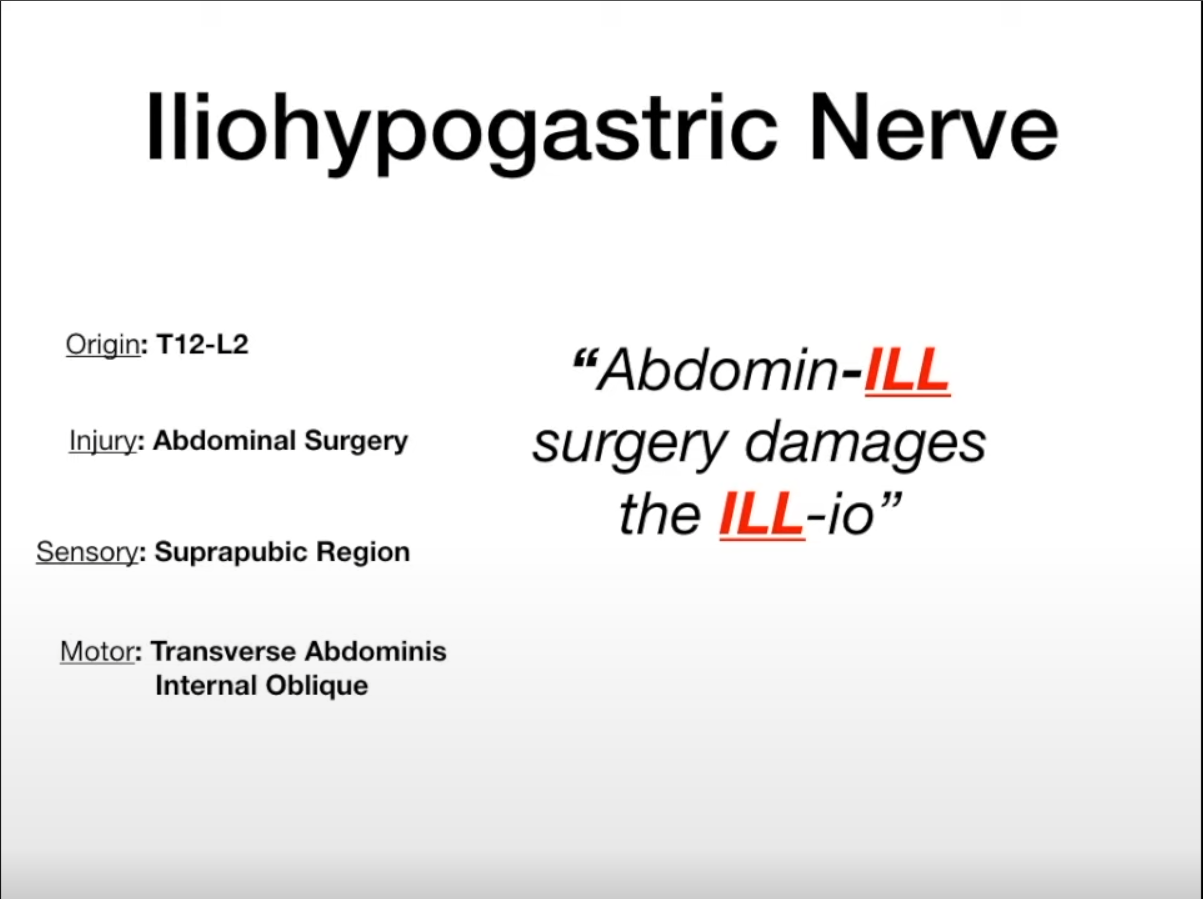 Iliohypogastric Nerve
Origin: T12-L2
Injury: Abdominal Surgery
Sensory: Suprapubic Region
Motor: Transverse Abdominis
Internal Oblique
“Abdomin-ILL
surgery damages
the ILL-io”